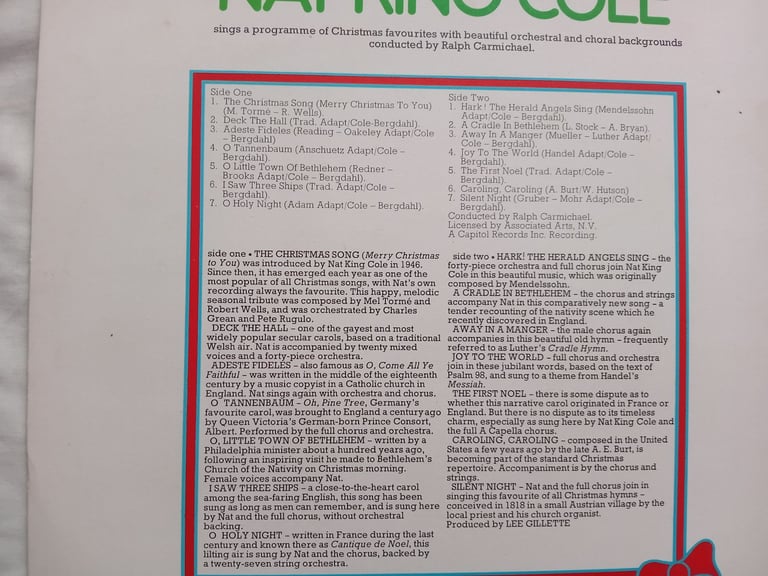 NAT KING COLE
sings a programme of Christmas favourites with beautiful orchestral and choral backgrounds
conducted by Ralph Carmichael.
Side One
1. The Christmas Song (Merry Christmas To You)
(M. Tormé – R. Wells).
2. Deck The Hall (Trad. Adapt/Cole-Bergdahl).
3. Adeste Fideles (Reading – Oakeley Adapt/Cole
– Bergdahl)
4. O Tannenbaum (Anschuetz Adapt/Cole –
Bergdahl).
5. O Little Town Of Bethlehem (Redner –
Brooks Adapt/Cole – Bergdahl)
6. I Saw Three Ships (Trad. Adapt/Cole –
Bergdahl).
7. O Holy Night (Adam Adapt/Cole – Bergdahl).
Side Two
1. Hark! The Herald Angels Sing (Mendelssohn
Adapt/Cole – Bergdahl).
2. A Cradle In Bethlehem (L. Stock – A. Bryan).
3. Away In A Manger (Mueller – Luther Adapt/
Cole – Bergdahl).
4. Joy To The World (Handel Adapt/Cole –
Bergdahl).
5. The First Noel (Trad. Adapt/Cole –
Bergdahl).
6. Caroling, Caroling (A. Burt/W. Hutson)
7. Silent Night (Gruber – Mohr Adapt/Cole –
Bergdahl).
Conducted by Ralph Carmichael.
Licensed by Associated Arts, N.V.
A Capitol Records Inc. Recording.
side one • THE CHRISTMAS SONG (Merry Christmas
to You) was introduced by Nat King Cole in 1946.
Since then, it has emerged each year as one of the
most popular of all Christmas songs, with Nat's own
recording always the favourite. This happy, melodic
seasonal tribute was composed by Mel Tormé and
Robert Wells, and was orchestrated by Charles
Grean and Pete Rugulo.
DECK THE HALL – one of the gayest and most
widely popular secular carols, based on a traditional
Welsh air. Nat is accompanied by twenty mixed
voices and a forty-piece orchestra.
ADESTE FIDELES – also famous as O, Come All Ye
Faithful – was written in the middle of the eighteenth
century by a music copyist in a Catholic church in
England. Nat sings again with orchestra and chorus.
O TANNENBAUM – Oh, Pine Tree, Germany's
favourite carol, was brought to England a century ago
by Queen Victoria's German-born Prince Consort,
Albert. Performed by the full chorus and orchestra.
O, LITTLE TOWN OF BETHLEHEM – written by a
Philadelphia minister about a hundred years ago,
following an inspiring visit he made to Bethlehem's
Church of the Nativity on Christmas morning.
Female voices accompany Nat.
I SAW THREE SHIPS – a close-to-the-heart carol
among the sea-faring English, this song has been
sung as long as men can remember, and is sung here
by Nat and the full chorus, without orchestral
backing.
O HOLY NIGHT – written in France during the last
century and known there as Cantique de Noel, this
lilting air is sung by Nat and the chorus, backed by
a twenty-seven string orchestra.
side two • HARK! THE HERALD ANGELS SING – the
forty-piece orchestra and full chorus join Nat King
Cole in this beautiful music, which was originally
composed by Mendelssohn.
A CRADLE IN BETHLEHEM – the chorus and strings
accompany Nat in this comparatively new song – a
tender recounting of the nativity scene which he
recently discovered in England.
AWAY IN A MANGER – the male chorus again
accompanies in this beautiful old hymn – frequently
referred to as Luther's Cradle Hymn.
JOY TO THE WORLD – full chorus and orchestra
join in these jubilant words, based on the text of
Psalm 98, and sung to a theme from Handel's
Messiah.
THE FIRST NOEL – there is some dispute as to
whether this narrative carol originated in France or
England. But there is no dispute as to its timeless
charm, especially as sung here by Nat King Cole and
the full A Capella chorus.
CAROLING, CAROLING – composed in the United
States a few years ago by the late A. E. Burt, is
becoming part of the standard Christmas
repertoire. Accompaniment is by the chorus and
strings.
SILENT NIGHT – Nat and the full chorus join in
singing this favourite of all Christmas hymns –
conceived in 1818 in a small Austrian village by the
local priest and his church organist.
Produced by LEE GILLETTE